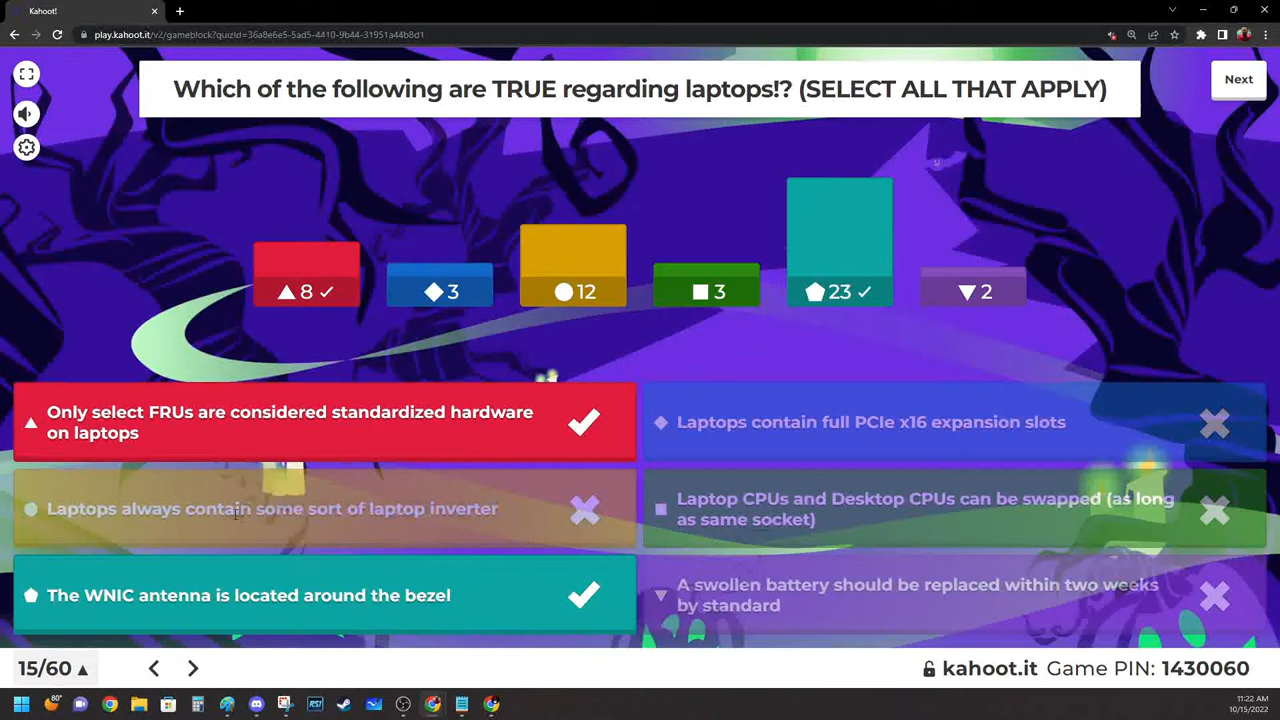 Kahoot!
play.kahoot.it/v2/gameblock?quizId=36a8e6e5-5ad5-4410-9b44-31951a44b8d1
Which of the following are TRUE regarding laptops!? (SELECT ALL THAT APPLY)
Next
8
3
12
3
23
2
Only select FRUs are considered standardized hardware
on laptops
Laptops contain full PCIe x16 expansion slots
Laptops always contain some sort of laptop inverter
Laptop CPUs and Desktop CPUs can be swapped (as long
as same socket)
The WNIC antenna is located around the bezel
A swollen battery should be replaced within two weeks
by standard
15/60
kahoot.it Game PIN: 1430060
80°
RSI
11:22 AM
10/15/2022